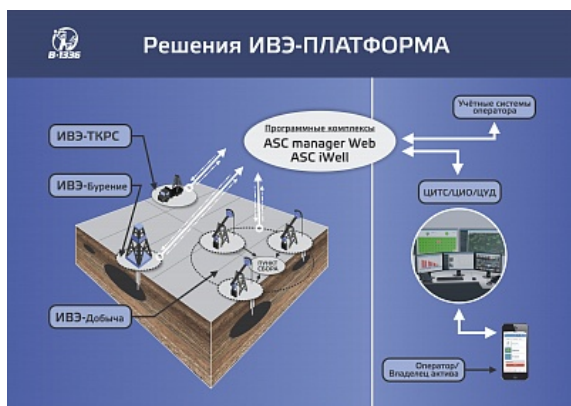 В-1336
Решения ИВЭ-ПЛАТФОРМА
Программные комплексы
ASC manager Web
ASC iWell
Учётные системы
оператора
ИВЭ-ТКРС
ИВЭ-Бурение
ЦИТС/ЦИО/ЦУД
ПУНКТ
СБОРА
ИВЭ-Добыча
Оператор/
Владелец актива